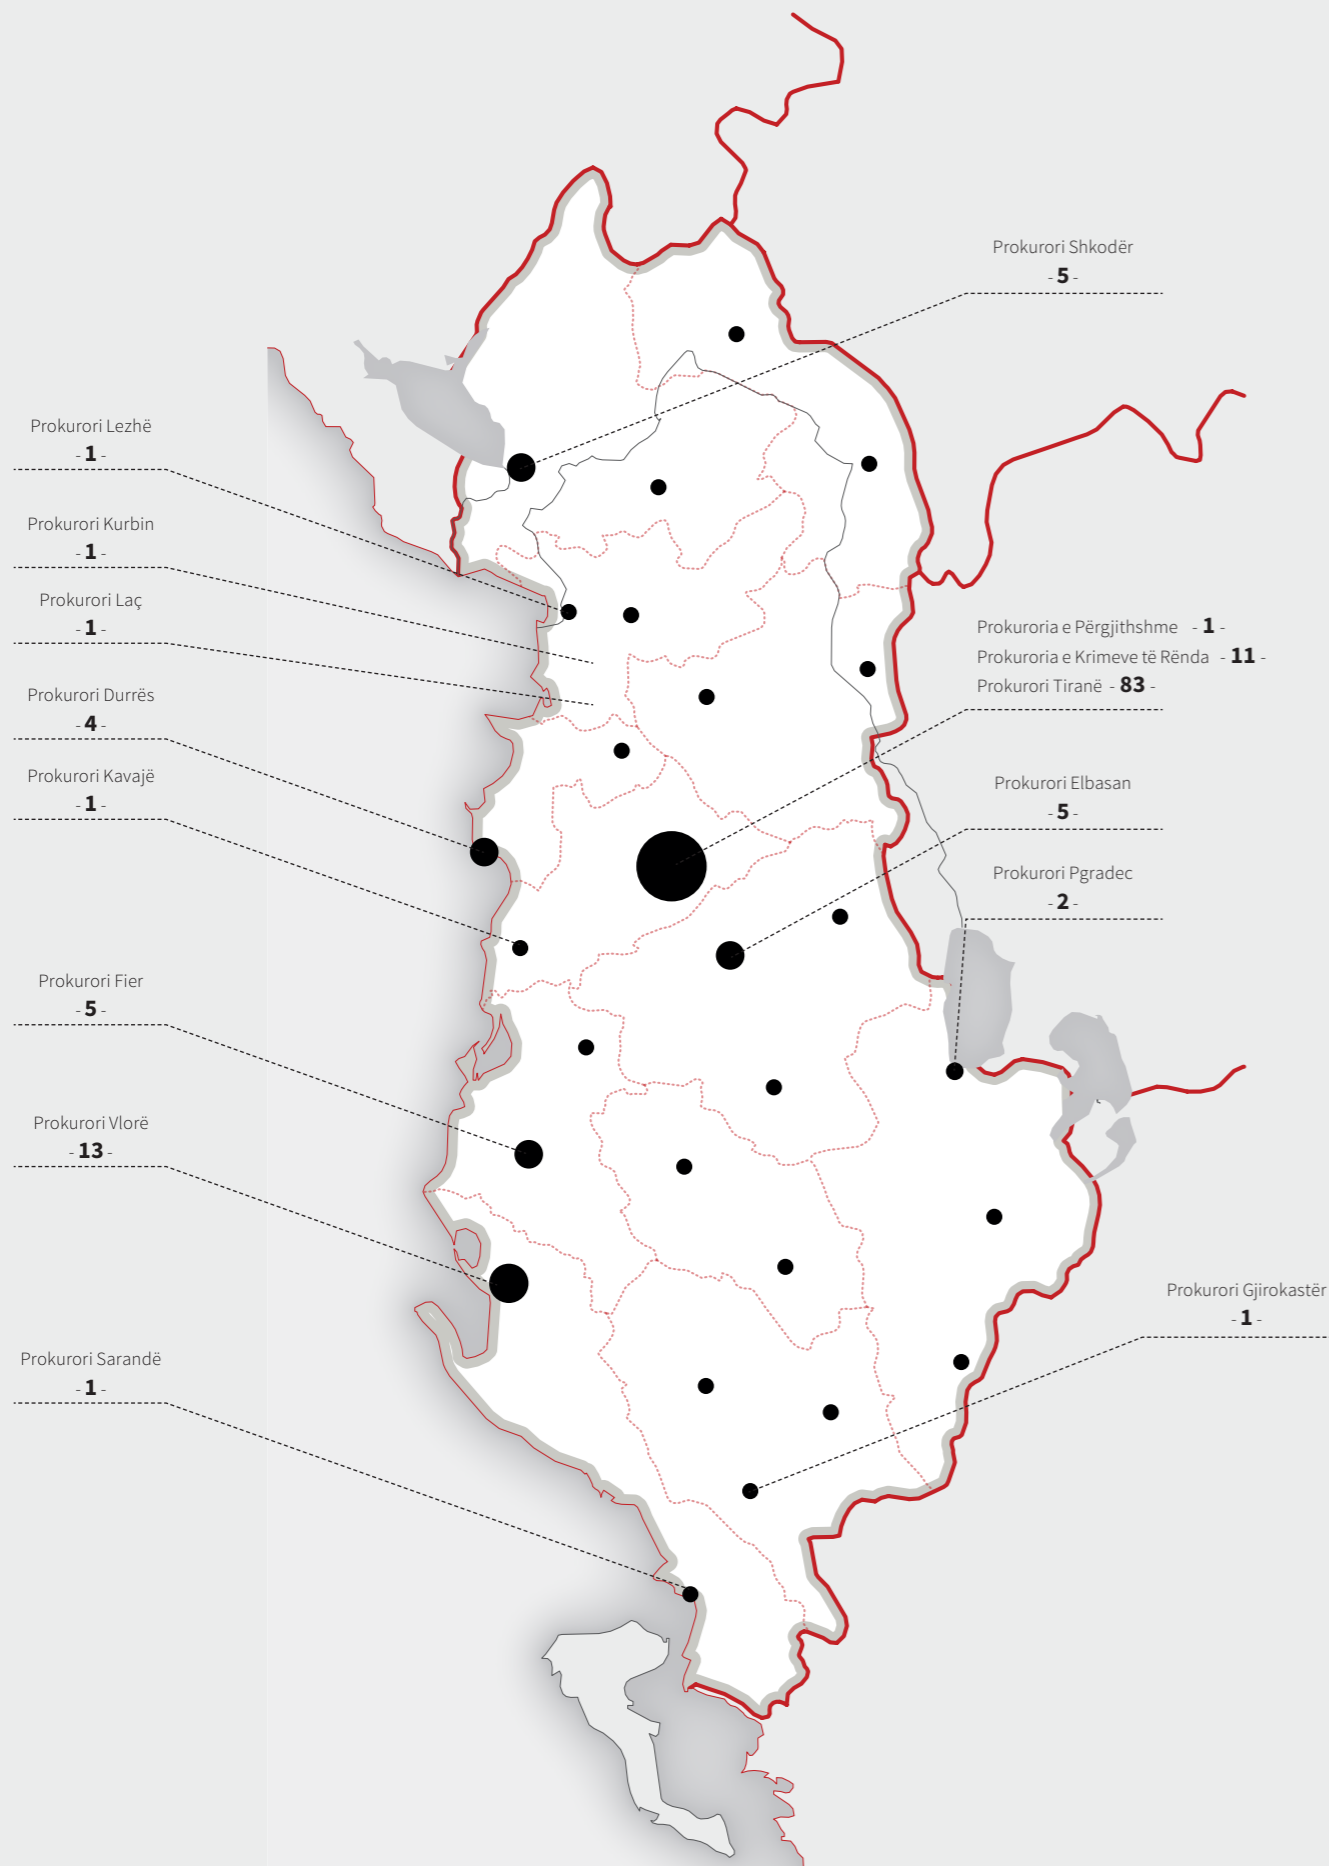 Prokurori Shkodër
- 5 -
Prokurori Lezhë
- 1 -
Prokurori Kurbin
- 1 -
Prokurori Laç
- 1 -
Prokurori Durrës
- 4 -
Prokurori Kavajë
- 1 -
Prokuroria e Përgjithshme - 1 -
Prokuroria e Krimeve të Rënda - 11 -
Prokurori Tiranë - 83 -
Prokurori Elbasan
- 5 -
Prokurori Pgradec
- 2 -
Prokurori Fier
- 5 -
Prokurori Vlorë
- 13 -
Prokurori Gjirokastër
- 1 -
Prokurori Sarandë
- 1 -